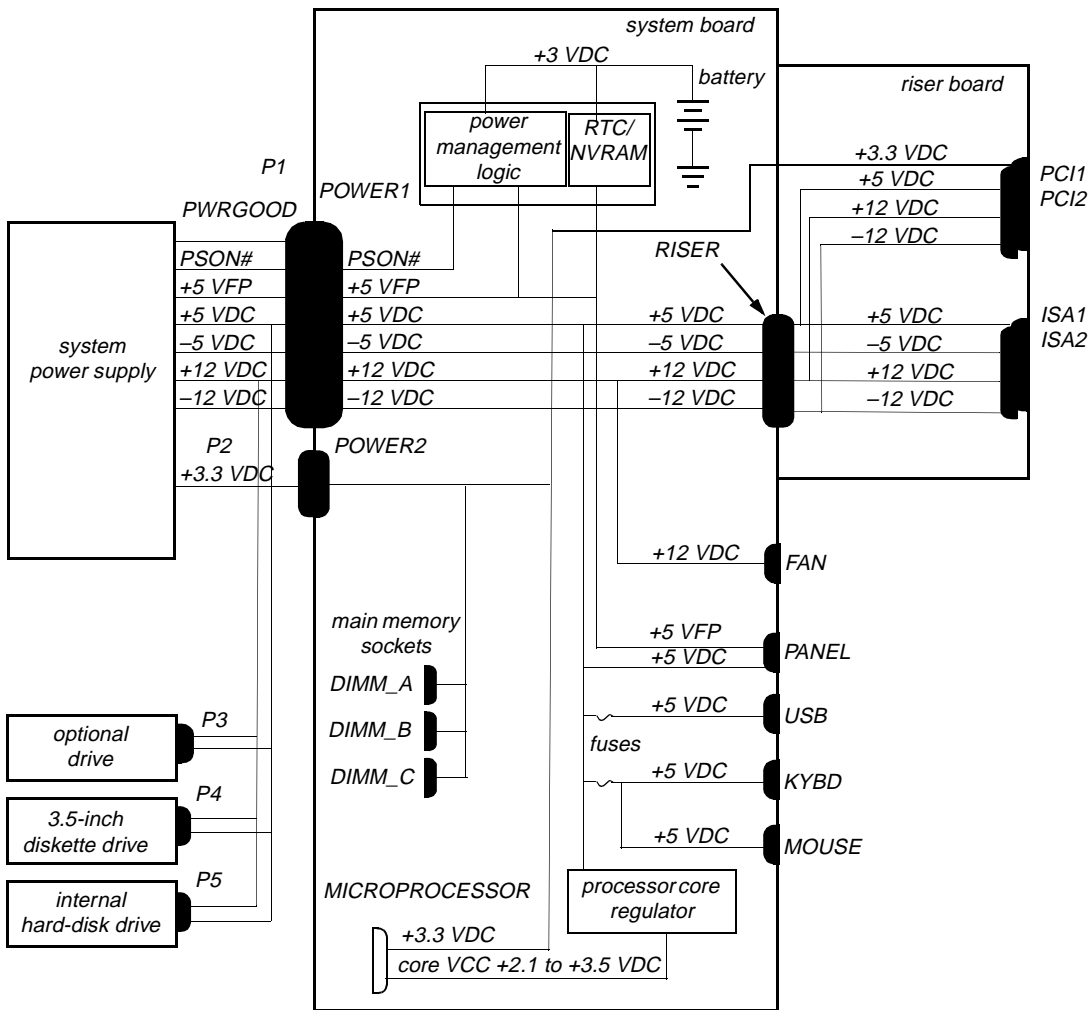 system board
+3 VDC
battery
riser board
power
management
logic
RTC/
NVRAM
P1
POWER1
PWRGOOD
+3.3 VDC
+5 VDC
+12 VDC
–12 VDC
PCI1
PCI2
RISER
system
power supply
PSON#
+5 VFP
+5 VDC
–5 VDC
+12 VDC
–12 VDC
PSON#
+5 VFP
+5 VDC
–5 VDC
+12 VDC
–12 VDC
+5 VDC
–5 VDC
+12 VDC
–12 VDC
+5 VDC
–5 VDC
+12 VDC
–12 VDC
ISA1
ISA2
P2
+3.3 VDC
POWER2
+12 VDC
FAN
main memory
sockets
DIMM_A
DIMM_B
DIMM_C
+5 VFP
+5 VDC
PANEL
+5 VDC
USB
fuses
+5 VDC
KYBD
+5 VDC
MOUSE
P3
optional
drive
P4
3.5-inch
diskette drive
P5
internal
hard-disk drive
MICROPROCESSOR
processor core
regulator
+3.3 VDC
core VCC +2.1 to +3.5 VDC